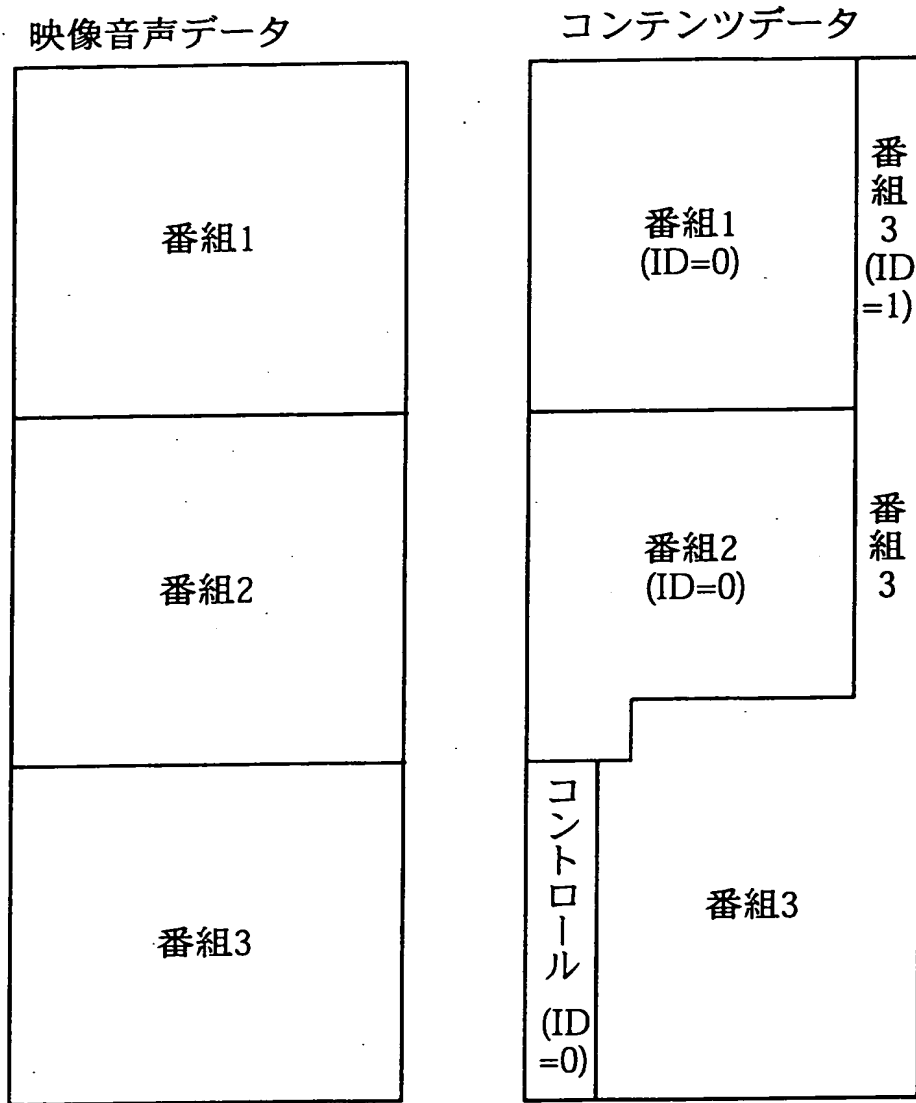 映像音声データ
コンテンツデータ
番組1
番組1
(ID=0)
番組3
(ID
=1)
番組2
番組2
(ID=0)
番組3
番組3
コントロール
(ID
=0)
番組3